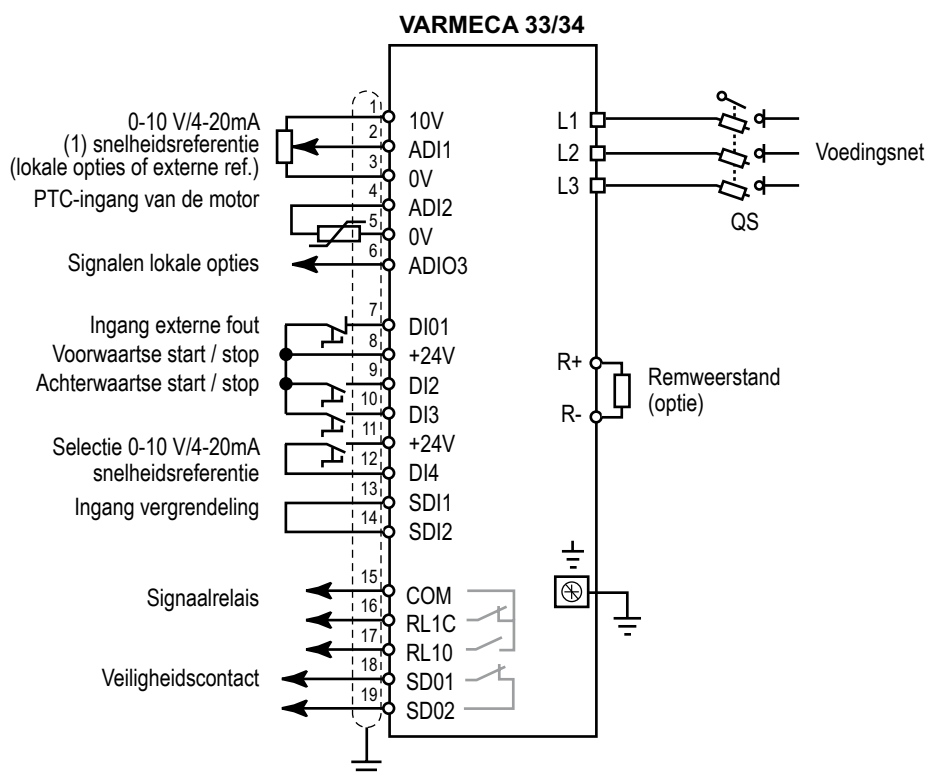 VARMECA 33/34
0-10 V/4-20mA
(1) snelheidsreferentie
(lokale opties of externe ref.)
PTC-ingang van de motor
Signalen lokale opties
Ingang externe fout
Voorwaartse start / stop
Achterwaartse start / stop
Selectie 0-10 V/4-20mA
snelheidsreferentie
Ingang vergrendeling
Signaalrelais
Veiligheidscontact
1 10V
2 ADI1
3 0V
4 ADI2
5 0V
6 ADIO3
7 DI01
8 +24V
9 DI2
10 DI3
11 +24V
12 DI4
13 SDI1
14 SDI2
15 COM
16 RL1C
17 RL10
18 SD01
19 SD02
L1
L2
L3
Voedingsnet
QS
R+
R-
Remweerstand
(optie)